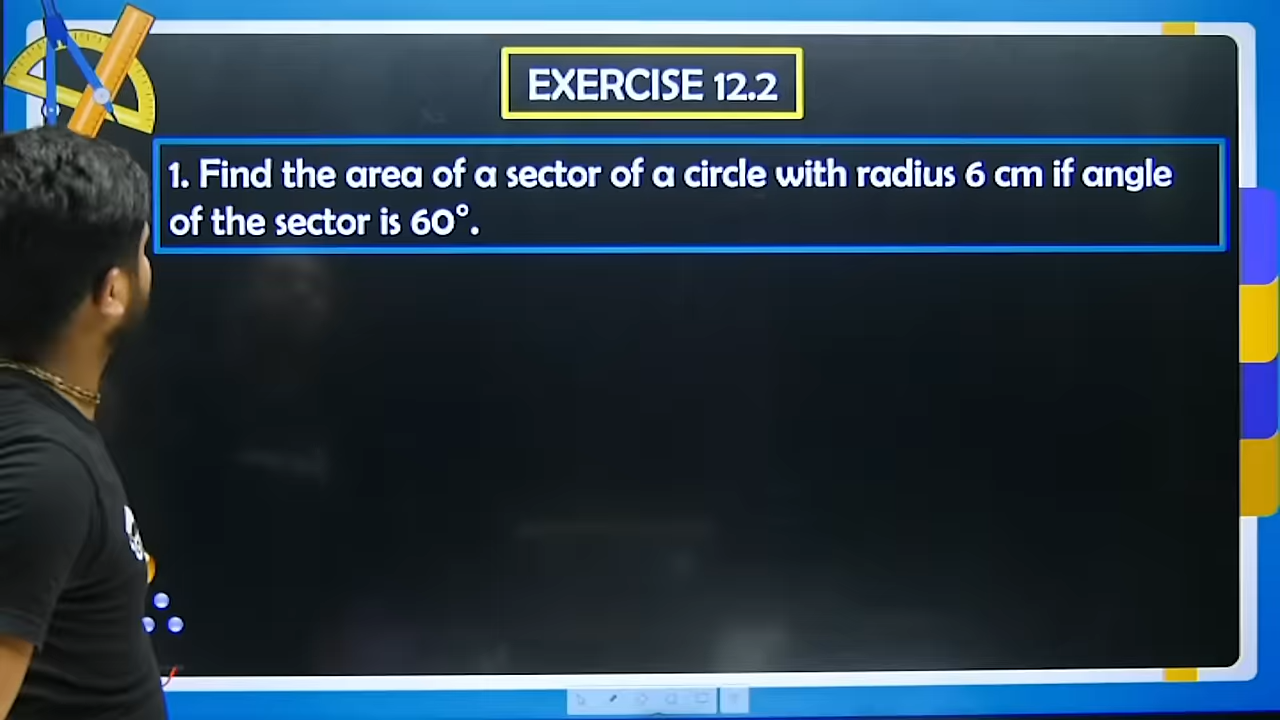 EXERCISE 12.2
1. Find the area of a sector of a circle with radius 6 cm if angle
of the sector is 60°.